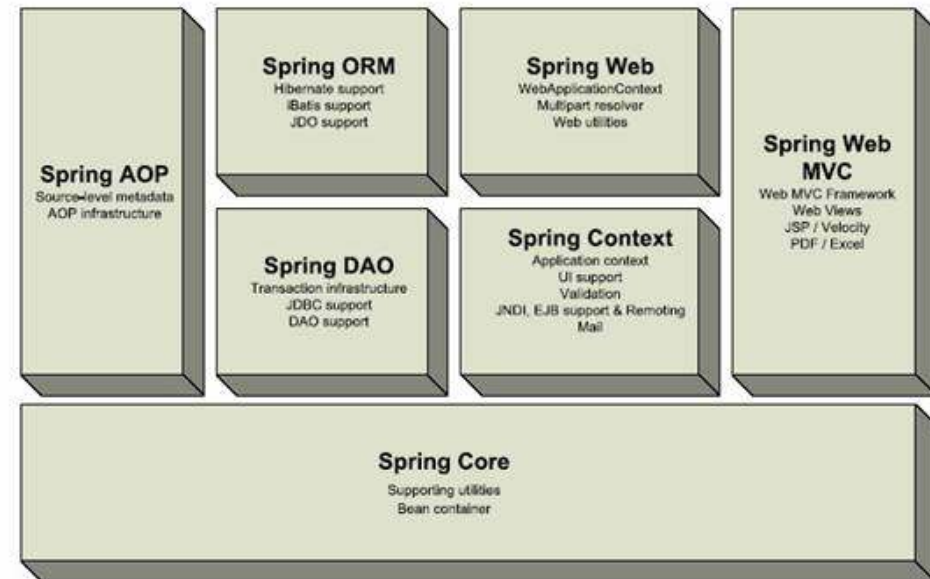 Spring AOP
Source-level metadata
AOP infrastructure
Spring ORM
Hibernate support
iBatis support
JDO support
Spring Web
WebApplicationContext
Multipart resolver
Web utilities
Spring Web
MVC
Web MVC Framework
Web Views
JSP / Velocity
PDF / Excel
Spring DAO
Transaction infrastructure
JDBC support
DAO support
Spring Context
Application context
UI support
Validation
JNDI, EJB support & Remoting
Mail
Spring Core
Supporting utilities
Bean container